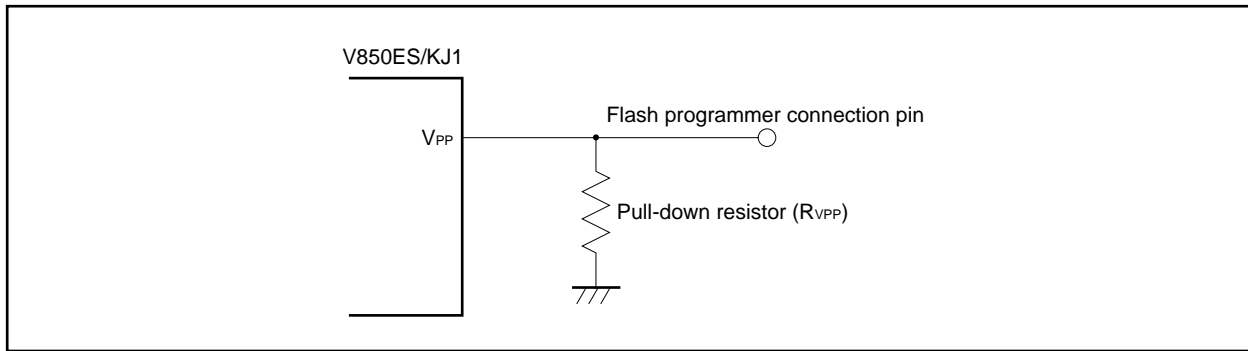 V850ES/KJ1
Flash programmer connection pin
VPP
Pull-down resistor (RVPP)